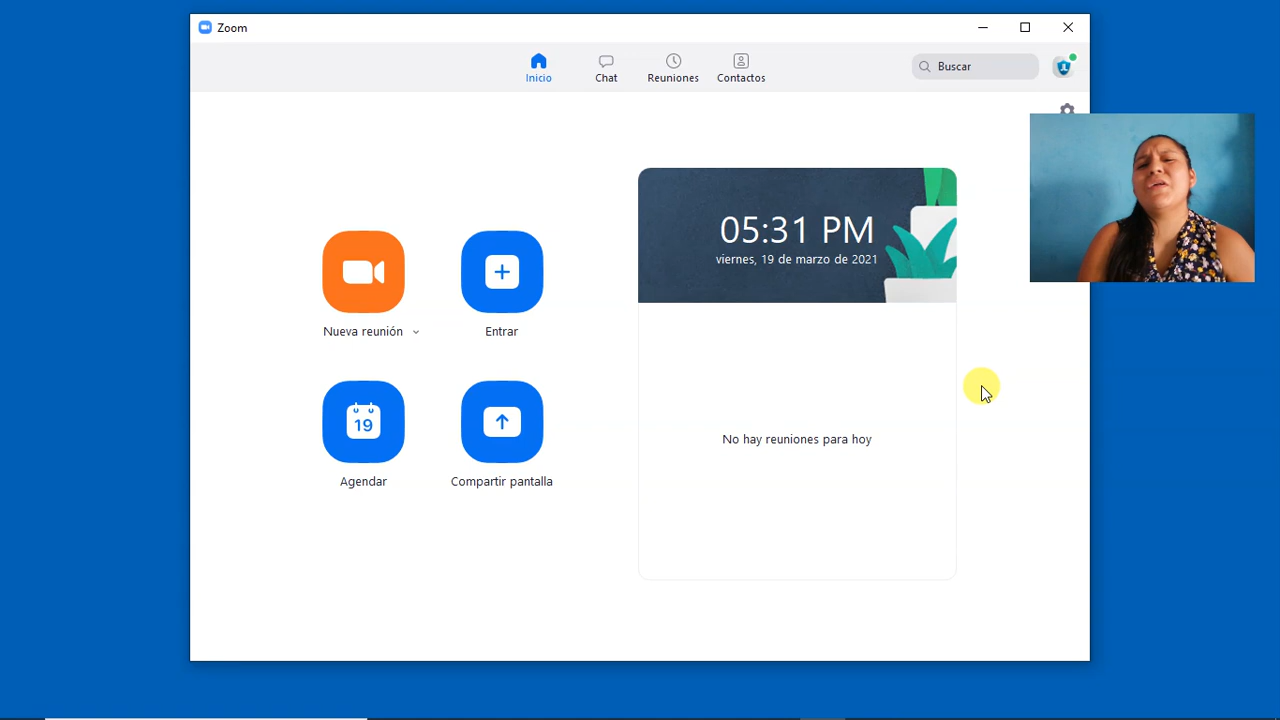 Zoom
Inicio
Chat
Reuniones
Contactos
Buscar
05:31 PM
viernes, 19 de marzo de 2021
Nueva reunión
Entrar
19
Agendar
Compartir pantalla
No hay reuniones para hoy